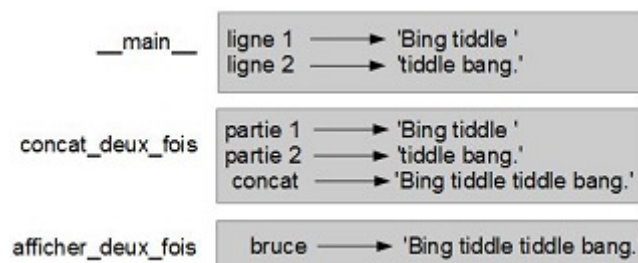 __main__
ligne 1 'Bing tiddle '
ligne 2 'tiddle bang.'
concat_deux_fois
partie 1 'Bing tiddle '
partie 2 'tiddle bang.'
concat 'Bing tiddle tiddle bang.'
afficher_deux_fois
bruce 'Bing tiddle tiddle bang.